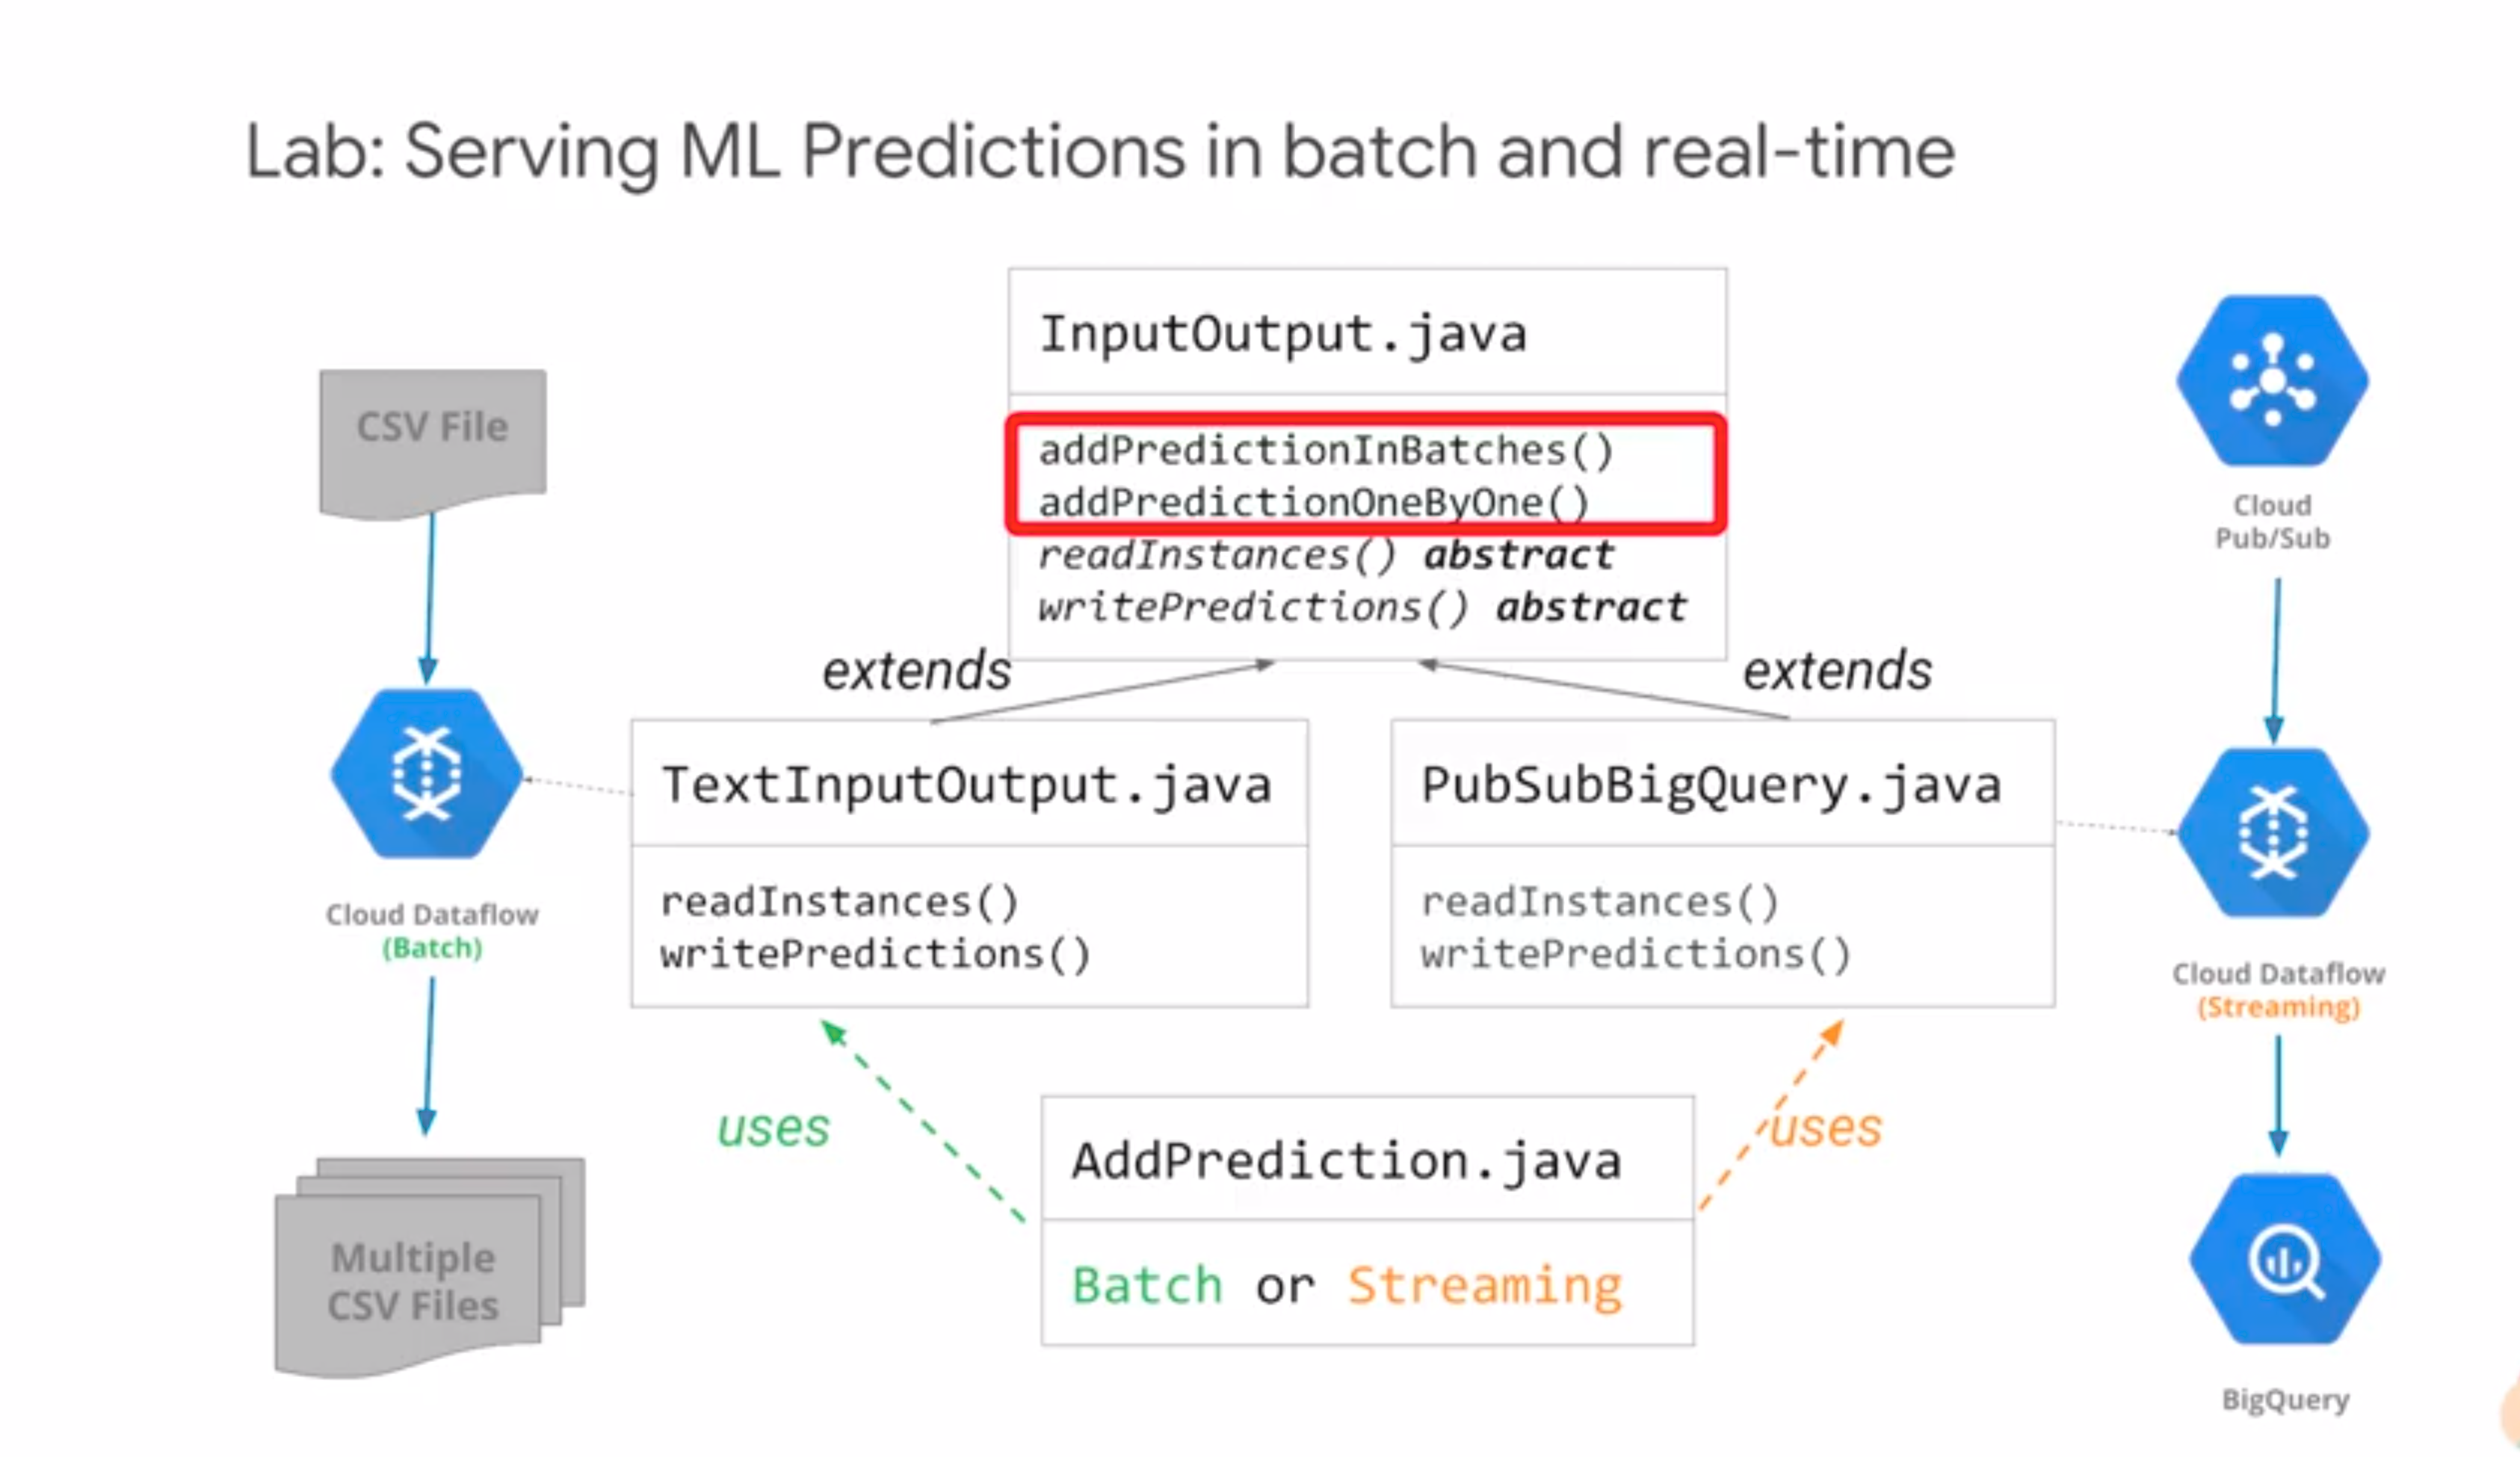 Lab: Serving ML Predictions in batch and real-time
InputOutput.java
addPredictionInBatches()
addPredictionOneByOne()
readInstances() abstract
writePredictions() abstract
CSV File
Cloud
Pub/Sub
extends
extends
TextInputOutput.java
readInstances()
writePredictions()
PubSubBigQuery.java
readInstances()
writePredictions()
Cloud Dataflow
(Batch)
Cloud Dataflow
(Streaming)
uses
uses
AddPrediction.java
Batch or Streaming
Multiple
CSV Files
BigQuery